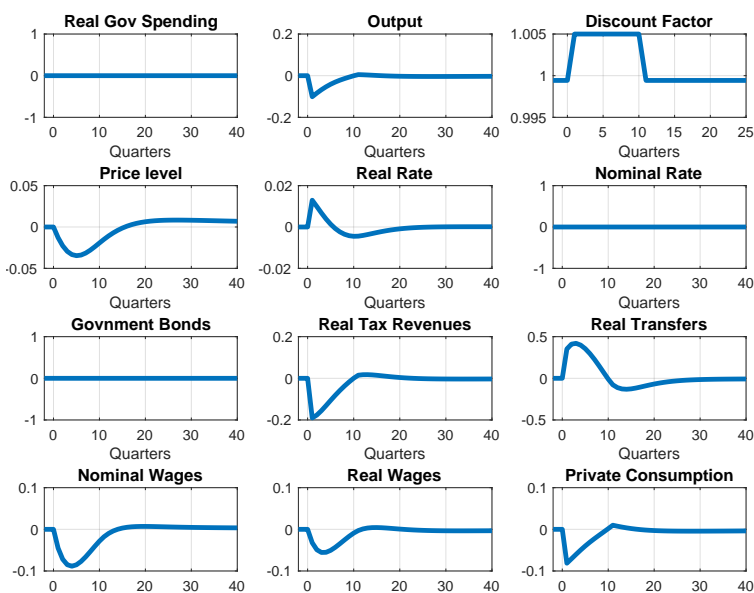 Real Gov Spending
1
0
-1
0 10 20 30 40
Quarters
Output
0.2
0
-0.2
0 10 20 30 40
Quarters
Discount Factor
1.005
1
0.995
0 5 10 15 20 25
Quarters
Price level
0.05
0
-0.05
0 10 20 30 40
Quarters
Real Rate
0.02
0
-0.02
0 10 20 30 40
Quarters
Nominal Rate
1
0
-1
0 10 20 30 40
Quarters
Govnment Bonds
1
0
-1
0 10 20 30 40
Quarters
Real Tax Revenues
0.2
0
-0.2
0 10 20 30 40
Quarters
Real Transfers
0.5
0
-0.5
0 10 20 30 40
Quarters
Nominal Wages
0.1
0
-0.1
0 10 20 30 40
Real Wages
0.1
0
-0.1
0 10 20 30 40
Private Consumption
0.1
0
-0.1
0 10 20 30 40